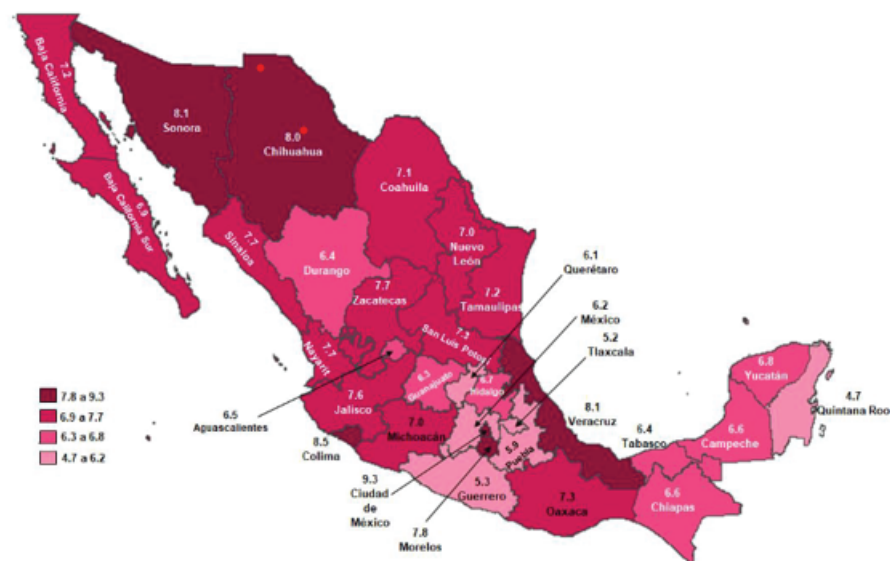 7.2
Baja California
8.1
Sonora
8.0
Chihuahua
6.9
Baja California Sur
7.7
Sinaloa
7.1
Coahuila
7.0
Nuevo
León
6.4
Durango
7.7
Zacatecas
7.2
Tamaulipas
6.1
Querétaro
6.2
México
5.2
Tlaxcala
San Luis Potosí
7.7
Nayarit
6.3
Guanajuato
6.7
Hidalgo
7.6
Jalisco
6.5
Aguascalientes
7.0
Michoacán
8.5
Colima
5.9
Puebla
8.1
Veracruz
6.8
Yucatán
4.7
Quintana Roo
6.4
Tabasco
6.6
Campeche
9.3
Ciudad
de
México
5.3
Guerrero
7.8
Morelos
7.3
Oaxaca
6.6
Chiapas
7.8 a 9.3
6.9 a 7.7
6.3 a 6.8
4.7 a 6.2